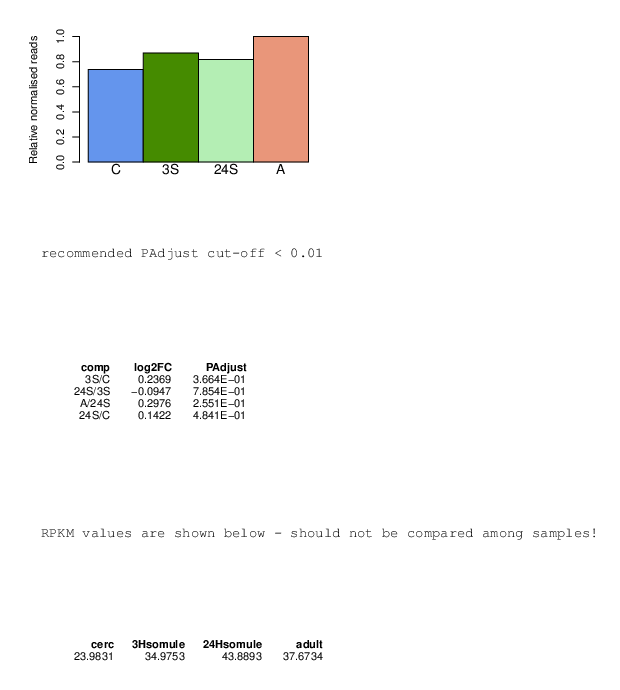 Relative normalised reads
1.0
0.8
0.6
0.4
0.2
0.0
C 3S 24S A
recommended PAdjust cut-off < 0.01
comp log2FC PAdjust
3S/C 0.2369 3.664E−01
24S/3S −0.0947 7.854E−01
A/24S 0.2976 2.551E−01
24S/C 0.1422 4.841E−01
RPKM values are shown below - should not be compared among samples!
cerc 3Hsomule 24Hsomule adult
23.9831 34.9753 43.8893 37.6734